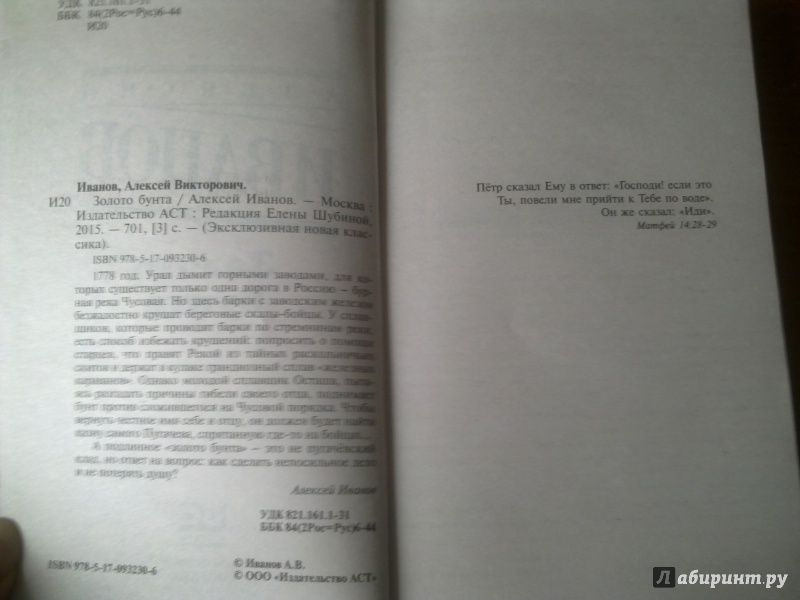 УДК 821.161.1-31
ББК 84(2Рос=Рус)6-44
И20
Иванов, Алексей Викторович.
И20 Золото бунта / Алексей Иванов. — Москва :
Издательство АСТ : Редакция Елены Шубиной,
2015. — 701, [3] с. — (Эксклюзивная новая клас-
сика).
ISBN 978-5-17-093230-6
1778 год. Урал дымит горными заводами, для ко-
торых существует только одна дорога в Россию — бур-
ная река Чусовая. Но здесь барки с заводским железом
безжалостно крушат береговые скалы-бойцы. У сплав-
щиков, которые проводят барки по стремнинам реки,
есть способ избежать крушений: попросить о помощи
старцев, что правят Рекой из тайных раскольничьих
скитов и держат в кулаке грандиозный сплав «железных
караванов». Однако молодой сплавщик Осташа, пыта-
ясь разгадать причины гибели своего отца, поднимает
бунт против сложившегося на Чусовой порядка. Чтобы
вернуть честное имя себе и отцу, он должен будет найти
казну самого Пугачёва, спрятанную где-то на бойцах...
А подлинное «золото бунта» — это не пугачёвский
клад, но ответ на вопрос: как сделать непосильное дело
и не потерять душу?
Алексей Иванов
УДК 821.161.1-31
ББК 84(2Рос=Рус)6-44
ISBN 978-5-17-093230-6
© Иванов А.В.
© ООО «Издательство АСТ»
Пётр сказал Ему в ответ: «Господи! если это
Ты, повели мне прийти к Тебе по воде».
Он же сказал: «Иди».
Матфей 14:28-29
Лабиринт.ру